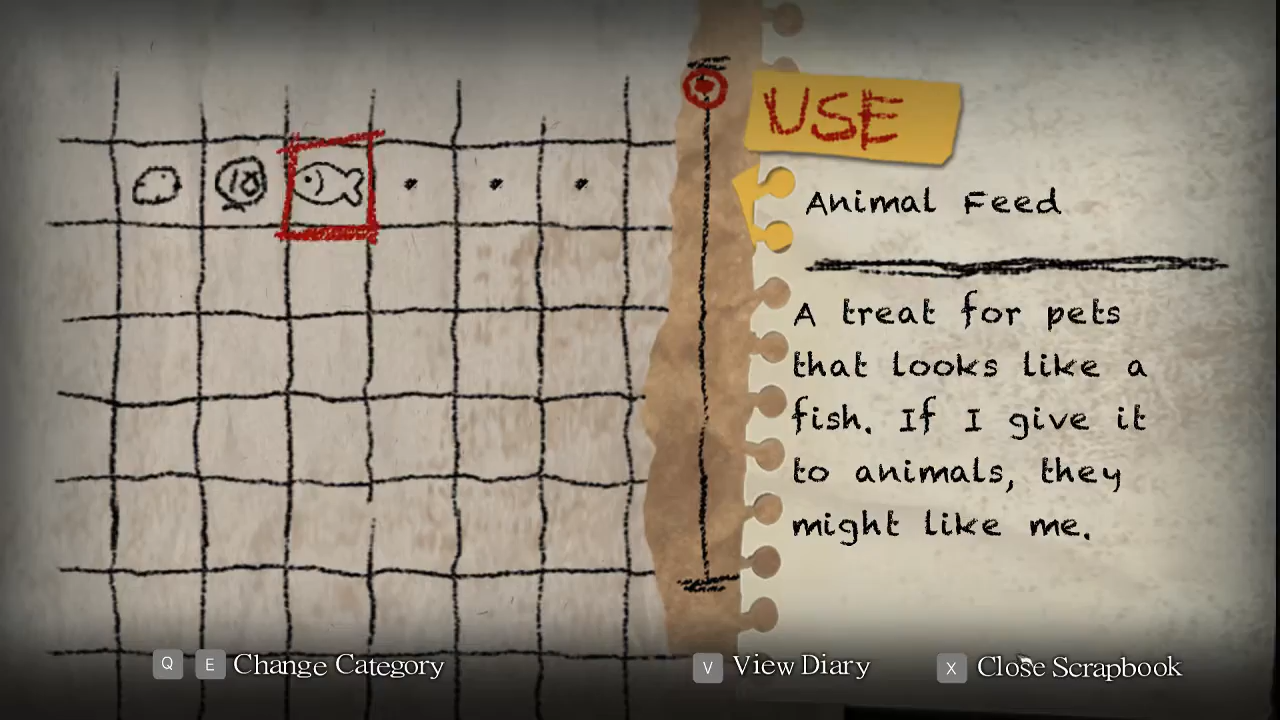 USE
10
Animal Feed
A treat for pets
that looks like a
fish. If I give it
to animals, they
might like me.
Q E Change Category
V View Diary
X Close Scrapbook